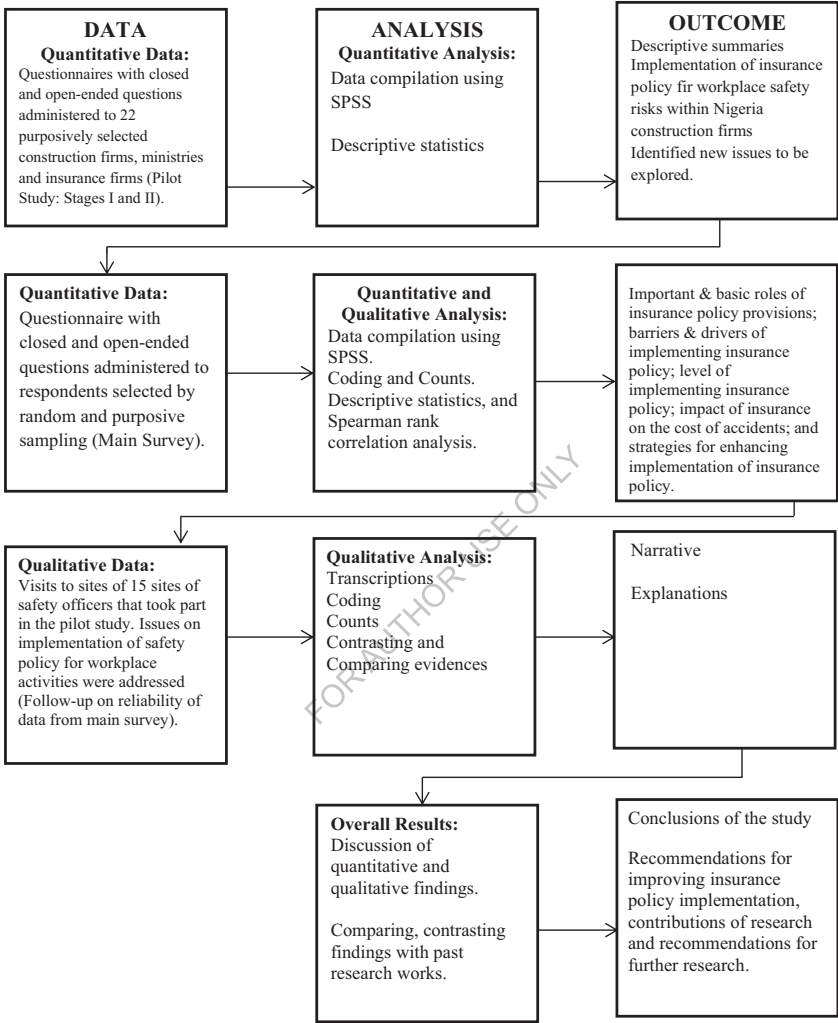 DATA
Quantitative Data:
Questionnaires with closed
and open-ended questions
administered to 22
purposively selected
construction firms, ministries
and insurance firms (Pilot
Study: Stages I and II).
ANALYSIS
Quantitative Analysis:
Data compilation using
SPSS
Descriptive statistics
OUTCOME
Descriptive summaries
Implementation of insurance
policy fir workplace safety
risks within Nigeria
construction firms
Identified new issues to be
explored.
Quantitative Data:
Questionnaire with
closed and open-ended
questions administered to
respondents selected by
random and purposive
sampling (Main Survey).
Quantitative and
Qualitative Analysis:
Data compilation using
SPSS.
Coding and Counts.
Descriptive statistics, and
Spearman rank
correlation analysis.
Important & basic roles of
insurance policy provisions;
barriers & drivers of
implementing insurance
policy; level of
implementing insurance
policy; impact of insurance
on the cost of accidents; and
strategies for enhancing
implementation of insurance
policy.
Qualitative Data:
Visits to sites of 15 sites of
safety officers that took part
in the pilot study. Issues on
implementation of safety
policy for workplace
activities were addressed
(Follow-up on reliability of
data from main survey).
Qualitative Analysis:
Transcriptions
Coding
Counts
Contrasting and
Comparing evidences
Narrative
Explanations
Overall Results:
Discussion of
quantitative and
qualitative findings.
Comparing, contrasting
findings with past
research works.
Conclusions of the study
Recommendations for
improving insurance
policy implementation,
contributions of research
and recommendations for
further research.
FOR AUTHOR USE ONLY